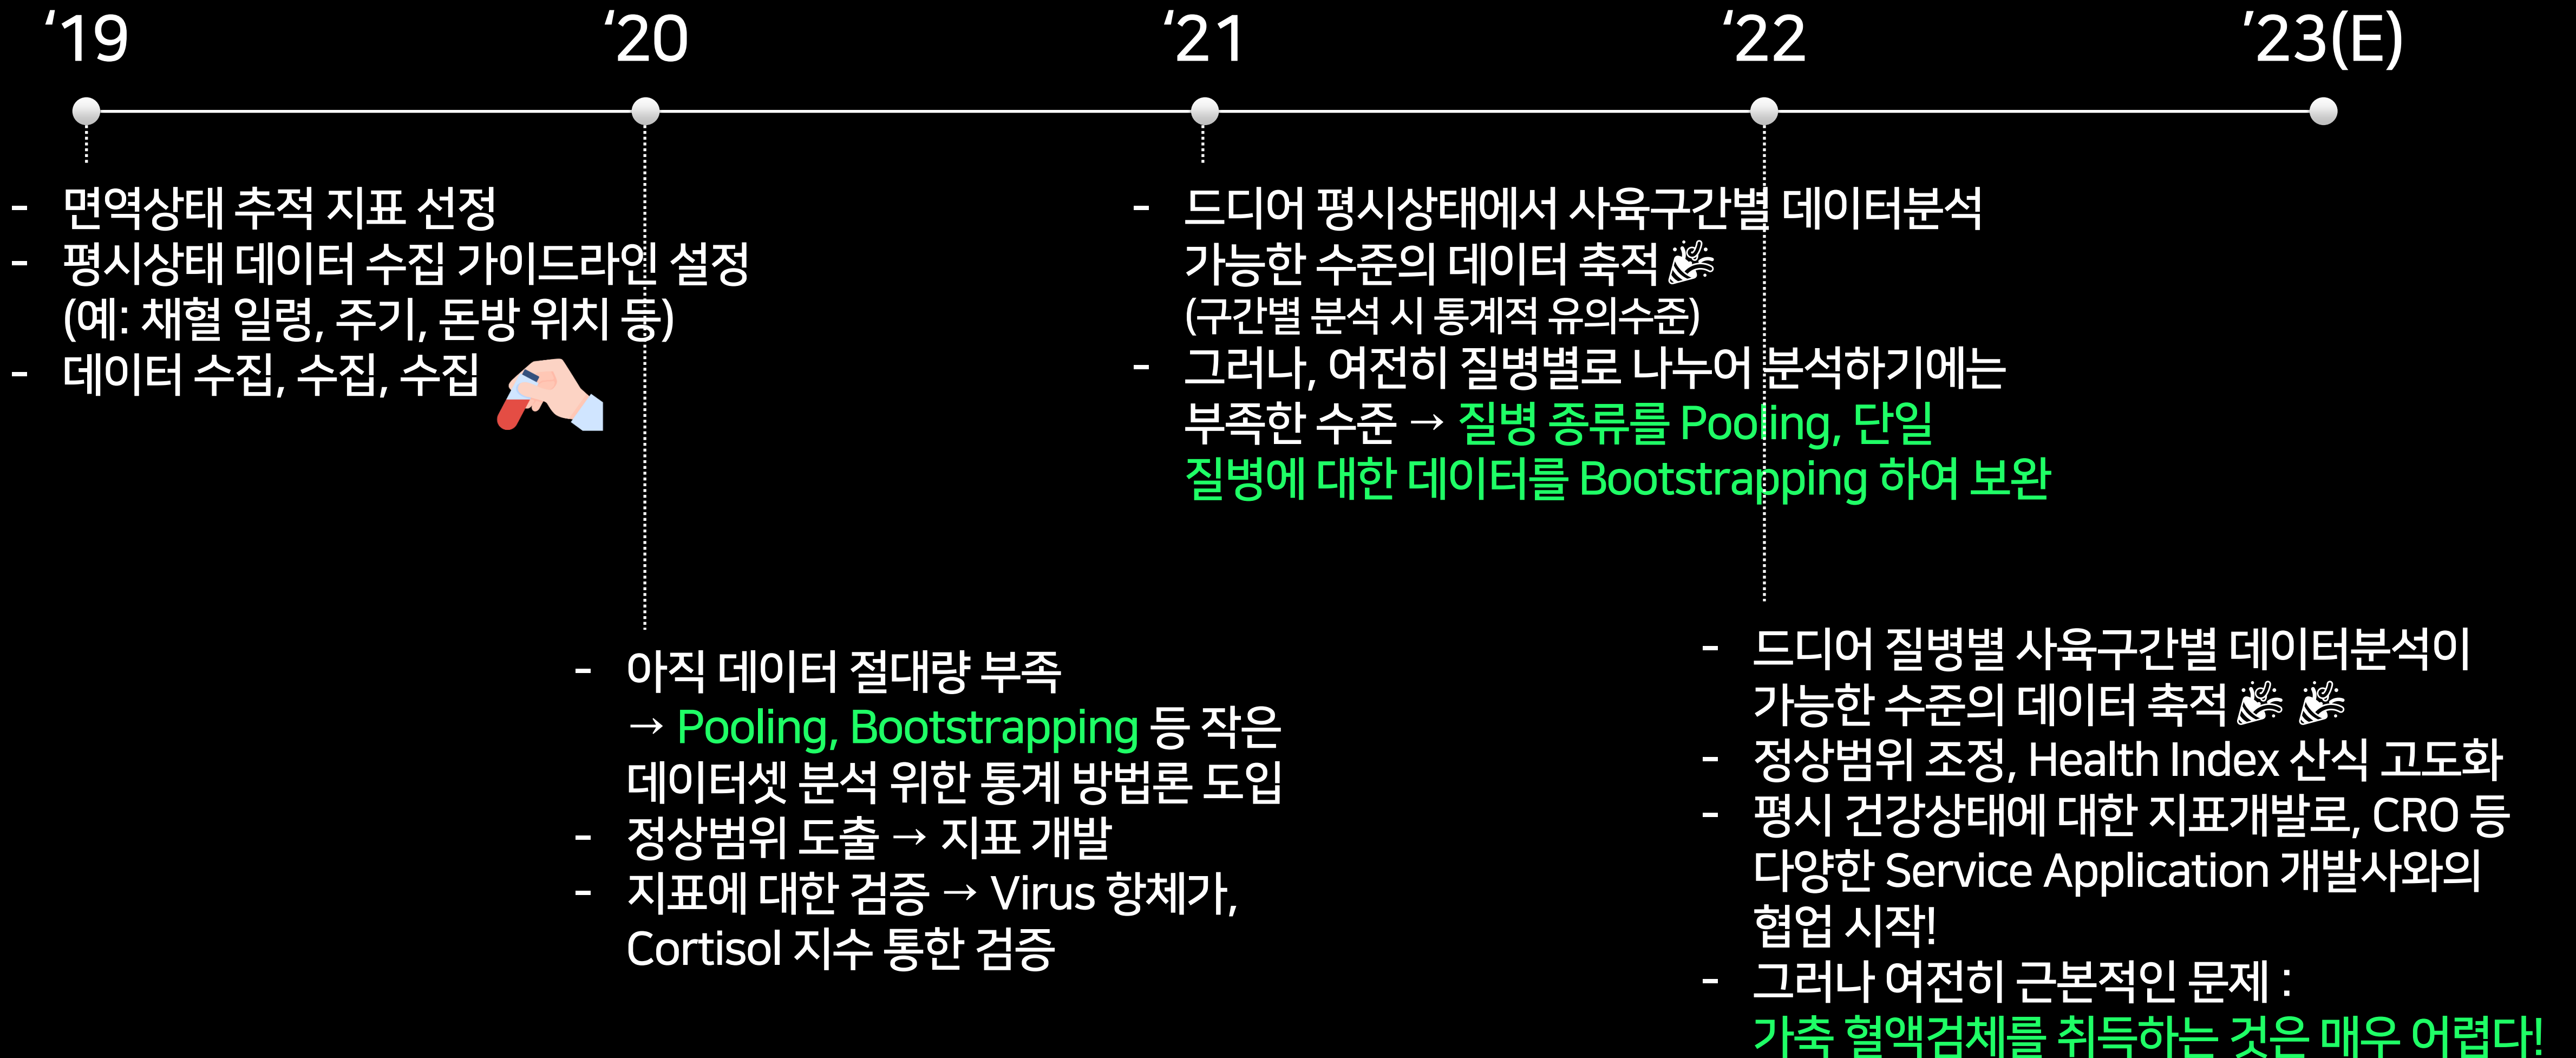 ‘19
‘20
‘21
‘22
’23(E)
- 면역상태 추적 지표 선정
- 평시상태 데이터 수집 가이드라인 설정
(예: 채혈 일령, 주기, 돈방 위치 등)
- 데이터 수집, 수집, 수집
- 아직 데이터 절대량 부족
→ Pooling, Bootstrapping 등 작은
데이터셋 분석 위한 통계 방법론 도입
- 정상범위 도출 → 지표 개발
- 지표에 대한 검증 → Virus 항체가,
Cortisol 지수 통한 검증
- 드디어 평시상태에서 사육구간별 데이터분석
가능한 수준의 데이터 축적 🎉
(구간별 분석 시 통계적 유의수준)
- 그러나, 여전히 질병별로 나누어 분석하기에는
부족한 수준 → 질병 종류를 Pooling, 단일
질병에 대한 데이터를 Bootstrapping 하여 보완
- 드디어 질병별 사육구간별 데이터분석이
가능한 수준의 데이터 축적 🎉 🎉
- 정상범위 조정, Health Index 산식 고도화
- 평시 건강상태에 대한 지표개발로, CRO 등
다양한 Service Application 개발사와의
협업 시작!
- 그러나 여전히 근본적인 문제 :
가축 혈액검체를 취득하는 것은 매우 어렵다!